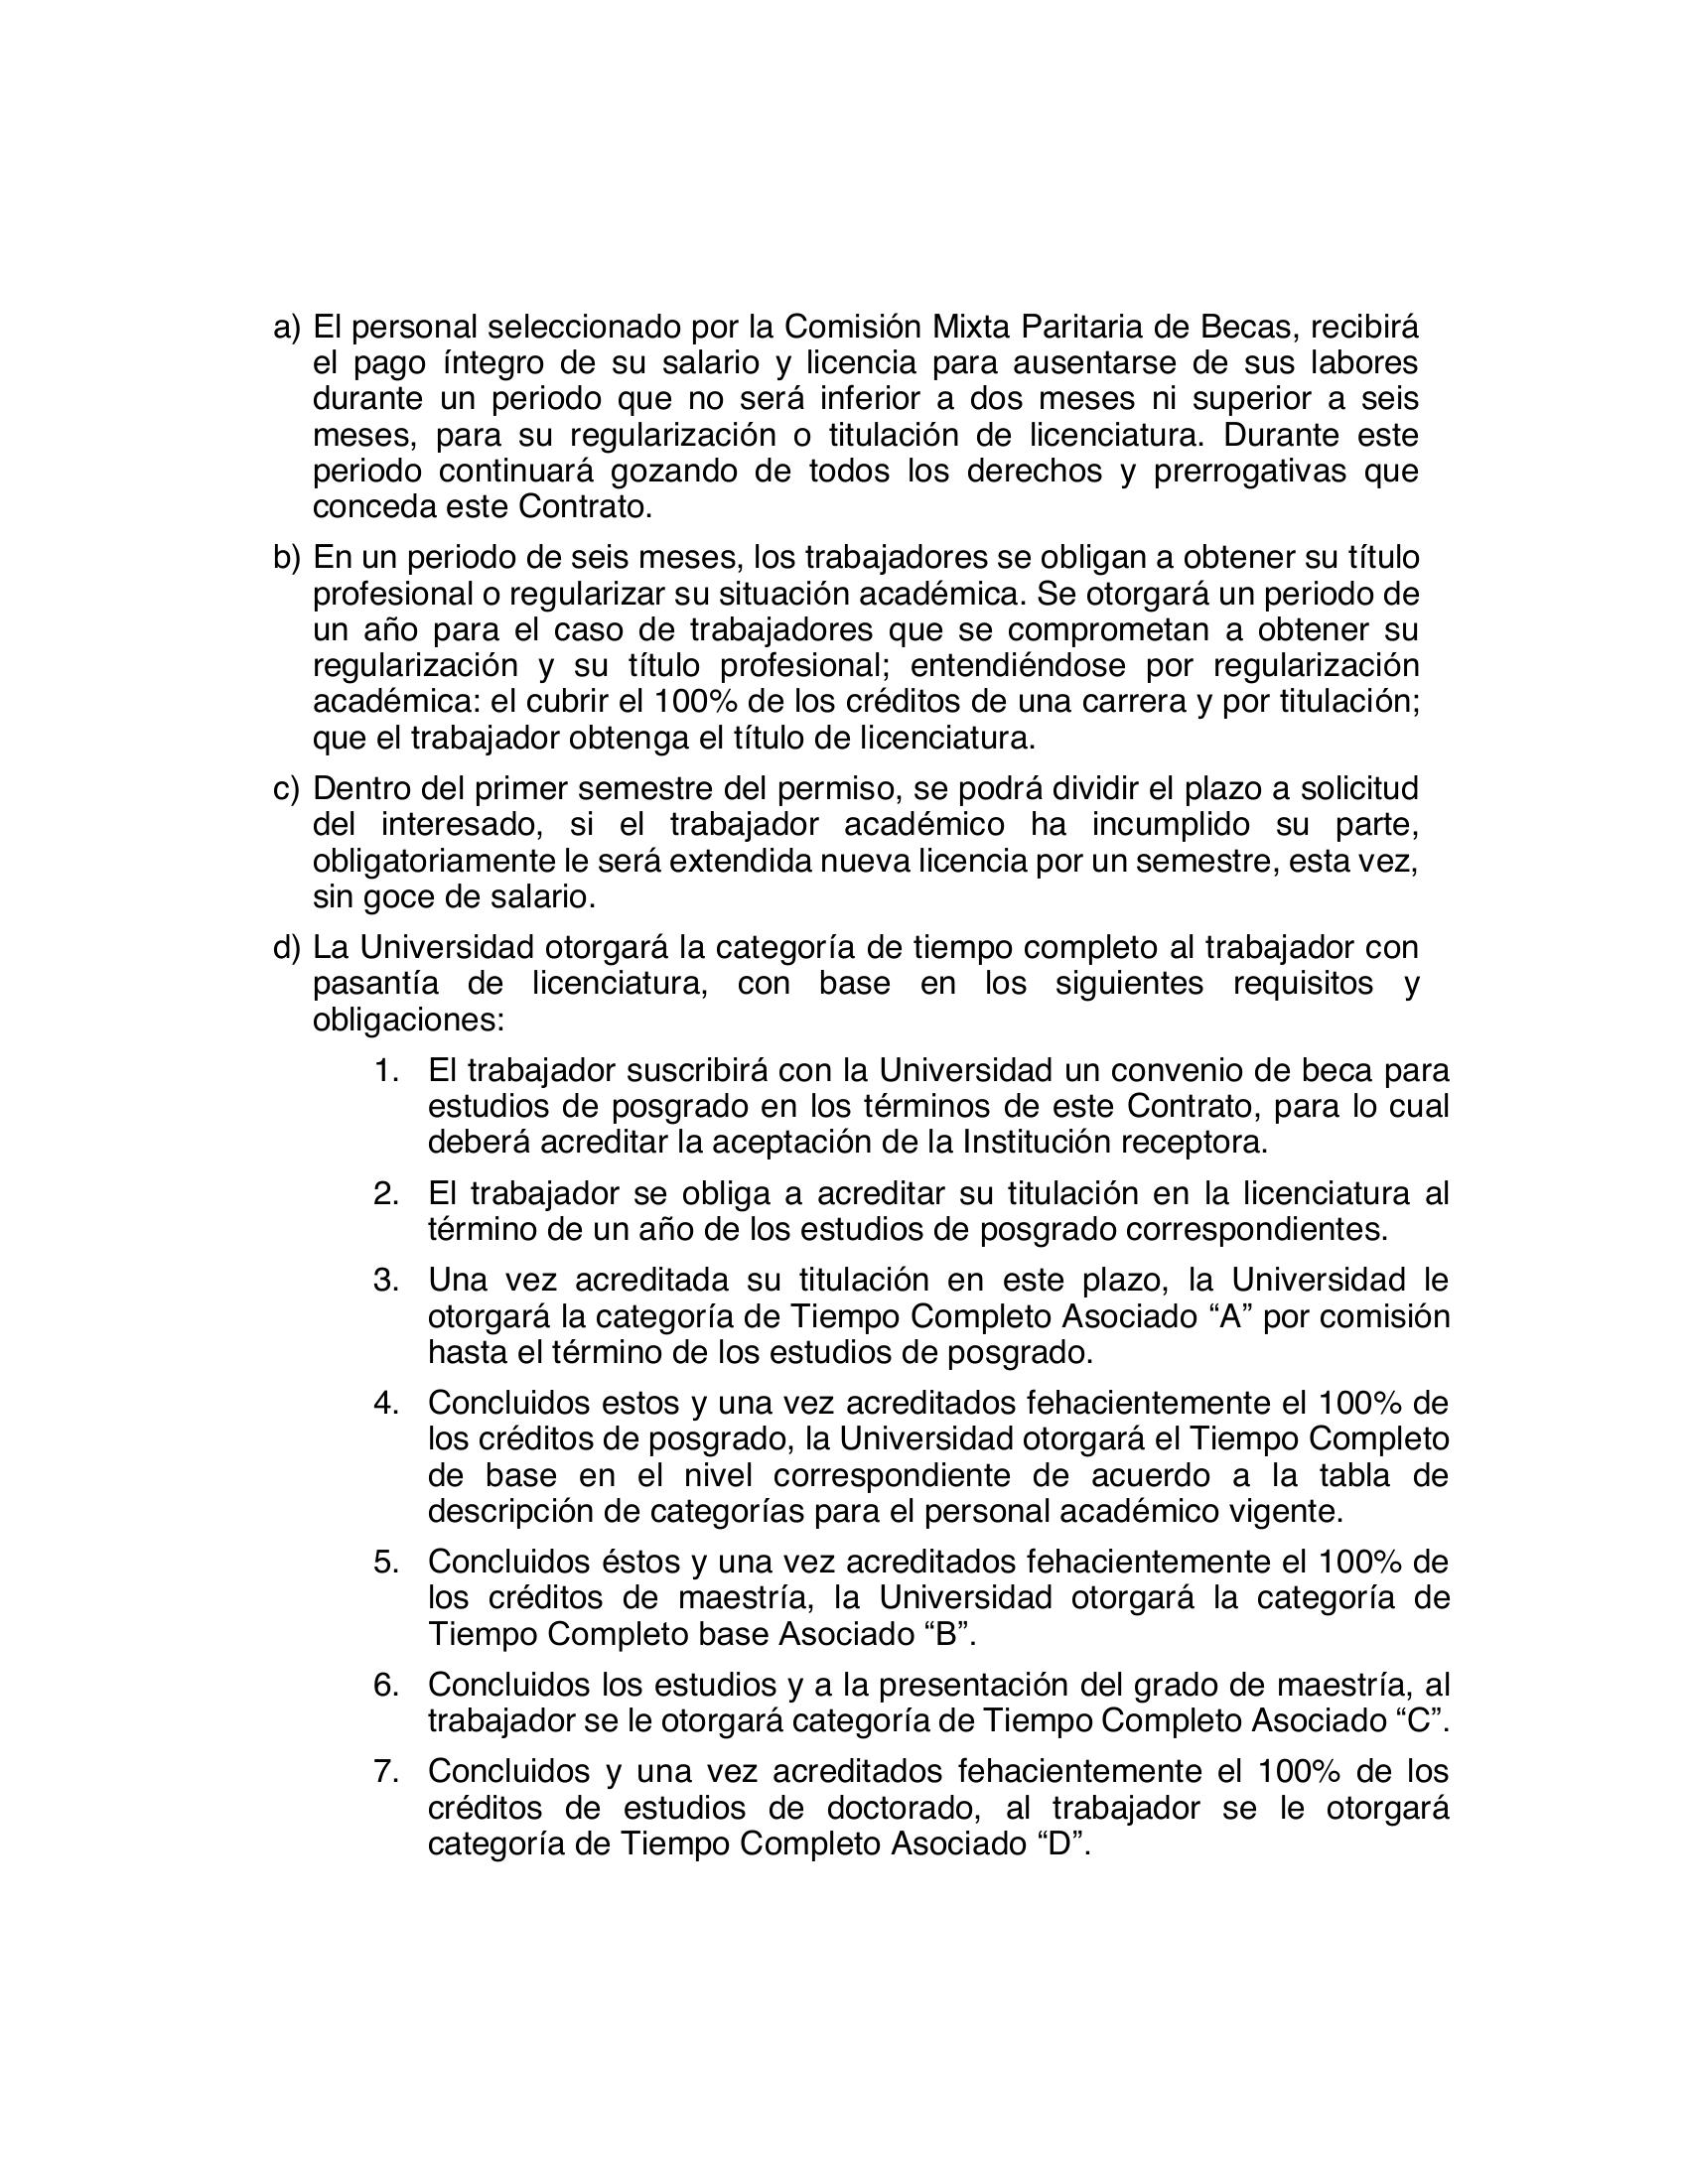 a) El personal seleccionado por la Comisión Mixta Paritaria de Becas, recibirá
el pago íntegro de su salario y licencia para ausentarse de sus labores
durante un periodo que no será inferior a dos meses ni superior a seis
meses, para su regularización o titulación de licenciatura. Durante este
periodo continuará gozando de todos los derechos y prerrogativas que
conceda este Contrato.
b) En un periodo de seis meses, los trabajadores se obligan a obtener su título
profesional o regularizar su situación académica. Se otorgará un periodo de
un año para el caso de trabajadores que se comprometan a obtener su
regularización y su título profesional; entendiéndose por regularización
académica: el cubrir el 100% de los créditos de una carrera y por titulación;
que el trabajador obtenga el título de licenciatura.
c) Dentro del primer semestre del permiso, se podrá dividir el plazo a solicitud
del interesado, si el trabajador académico ha incumplido su parte,
obligatoriamente le será extendida nueva licencia por un semestre, esta vez,
sin goce de salario.
d) La Universidad otorgará la categoría de tiempo completo al trabajador con
pasantía de licenciatura, con base en los siguientes requisitos y
obligaciones:
1. El trabajador suscribirá con la Universidad un convenio de beca para
estudios de posgrado en los términos de este Contrato, para lo cual
deberá acreditar la aceptación de la Institución receptora.
2. El trabajador se obliga a acreditar su titulación en la licenciatura al
término de un año de los estudios de posgrado correspondientes.
3. Una vez acreditada su titulación en este plazo, la Universidad le
otorgará la categoría de Tiempo Completo Asociado “A” por comisión
hasta el término de los estudios de posgrado.
4. Concluidos estos y una vez acreditados fehacientemente el 100% de
los créditos de posgrado, la Universidad otorgará el Tiempo Completo
de base en el nivel correspondiente de acuerdo a la tabla de
descripción de categorías para el personal académico vigente.
5. Concluidos éstos y una vez acreditados fehacientemente el 100% de
los créditos de maestría, la Universidad otorgará la categoría de
Tiempo Completo base Asociado “B”.
6. Concluidos los estudios y a la presentación del grado de maestría, al
trabajador se le otorgará categoría de Tiempo Completo Asociado “C”.
7. Concluidos y una vez acreditados fehacientemente el 100% de los
créditos de estudios de doctorado, al trabajador se le otorgará
categoría de Tiempo Completo Asociado “D”.